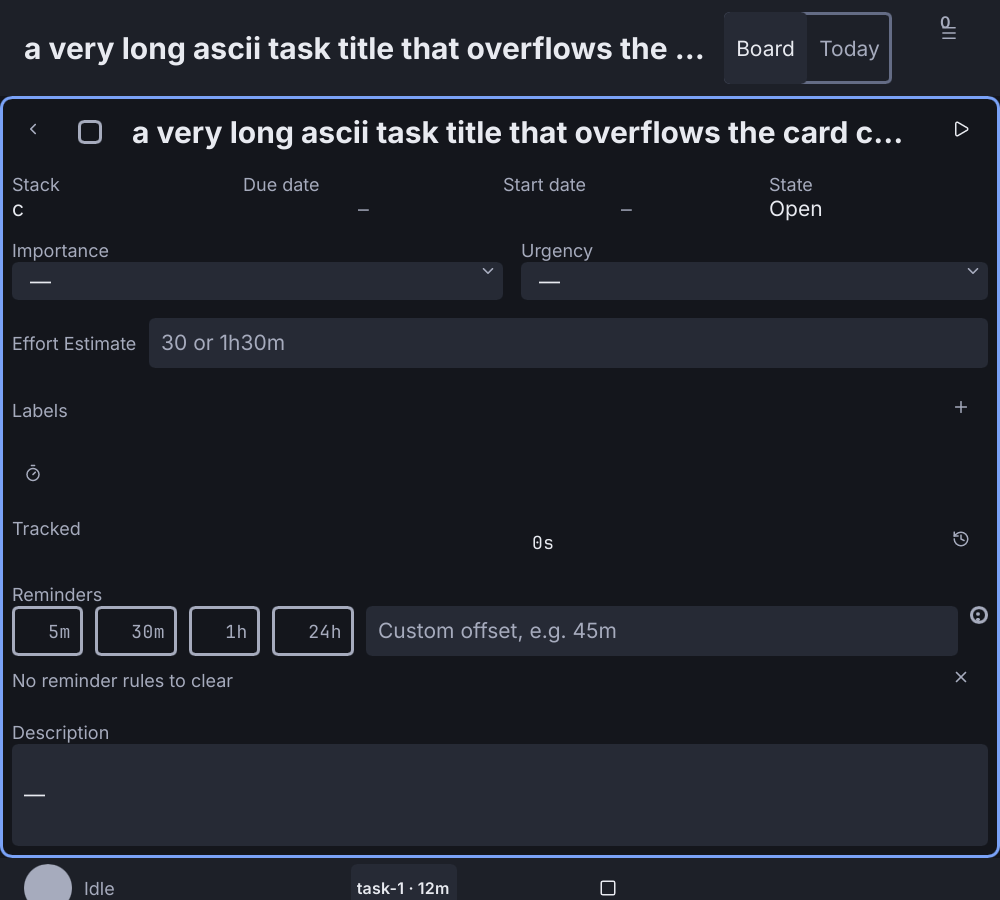 a very long ascii task title that overflows the … Board Today 0
a very long ascii task title that overflows the card c…
Stack Due date Start date State
c – – Open
Importance Urgency
— —
Effort Estimate 30 or 1h30m
Labels
Tracked
0s
Reminders
5m 30m 1h 24h Custom offset, e.g. 45m
No reminder rules to clear
Description
—
Idle task-1 · 12m